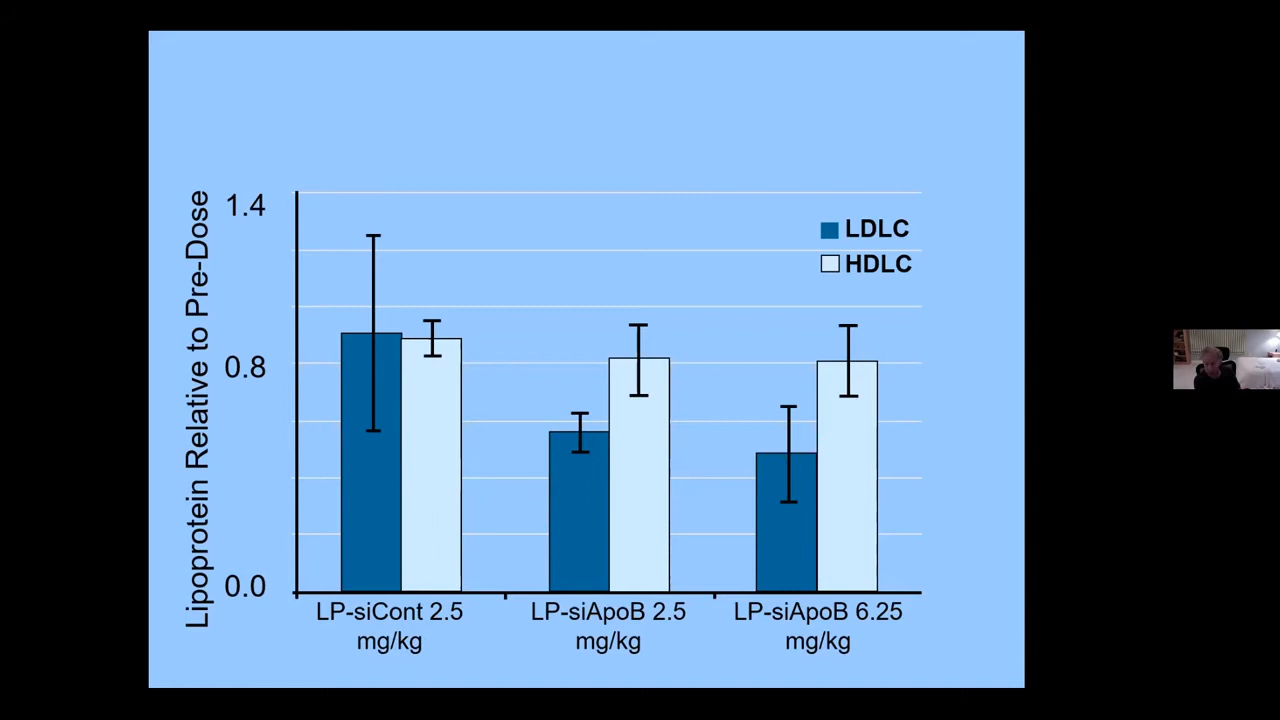 Lipoprotein Relative to Pre-Dose
1.4
0.8
0.0
LDLC
HDLC
LP-siCont 2.5
mg/kg
LP-siApoB 2.5
mg/kg
LP-siApoB 6.25
mg/kg